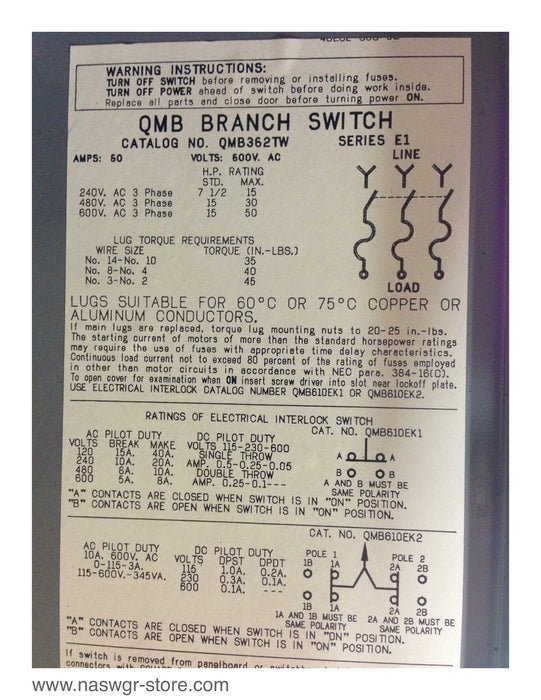 WARNING INSTRUCTIONS:
TURN OFF SWITCH before removing or installing fuses.
TURN OFF POWER ahead of switch before doing work inside.
Replace all parts and close door before turning power ON.
QMB BRANCH SWITCH
CATALOG NO. QMB362TW SERIES E1
AMPS: 60 VOLTS: 600V. AC LINE
H.P. RATING
STD. MAX.
240V. AC 3 Phase 7 1/2 15
480V. AC 3 Phase 15 30
600V. AC 3 Phase 15 50
LUG TORQUE REQUIREMENTS
WIRE SIZE TORQUE (IN.-LBS.)
No. 14-No. 10 35
No. 8-No. 4 40
No. 3-No. 2 45
LOAD
LUGS SUITABLE FOR 60°C OR 75°C COPPER OR
ALUMINUM CONDUCTORS.
If main lugs are replaced, torque lug mounting nuts to 20-25 in.-lbs.
The starting current of motors of more than the standard horsepower ratings
may require the use of fuses with appropriate time delay characteristics.
Continuous load current not to exceed 80 percent of the rating of fuses employed
in other than motor circuits in accordance with NEC para. 384-16(C).
To open cover for examination when ON insert screw driver into slot near lockoff plate.
USE ELECTRICAL INTERLOCK CATALOG NUMBER QMB610EK1 OR QMB610EK2.
RATINGS OF ELECTRICAL INTERLOCK SWITCH
AC PILOT DUTY DC PILOT DUTY CAT. NO. QMB610EK1
VOLTS BREAK MAKE VOLTS 115-230-600
120 15A. 40A. SINGLE THROW
240 10A. 20A. AMP. 0.5-0.25-0.05
480 6A. 10A. DOUBLE THROW
600 5A. 8A. AMP. 0.25-0.1---
A A
B B
A AND B MUST BE
SAME POLARITY
"A" CONTACTS ARE CLOSED WHEN SWITCH IS IN "ON" POSITION.
"B" CONTACTS ARE OPEN WHEN SWITCH IS IN "ON" POSITION.
CAT. NO. QMB610EK2
AC PILOT DUTY DC PILOT DUTY
10A. 600V. AC VOLTS DPST DPDT
0-115-3A. 115 1.0A. 0.2A.
115-600V.-345VA. 230 0.3A. 0.1A.
600 0.1A. ---
POLE 1 POLE 2
1B 1A 2A 2B
1B 1A 2A 2B
1A AND 1B MUST BE 2A AND 2B MUST BE
SAME POLARITY SAME POLARITY
"A" CONTACTS ARE CLOSED WHEN SWITCH IS IN "ON" POSITION.
"B" CONTACTS ARE OPEN WHEN SWITCH IS IN "ON" POSITION.
If switch is removed from panelboard or
www.naswgr-store.com